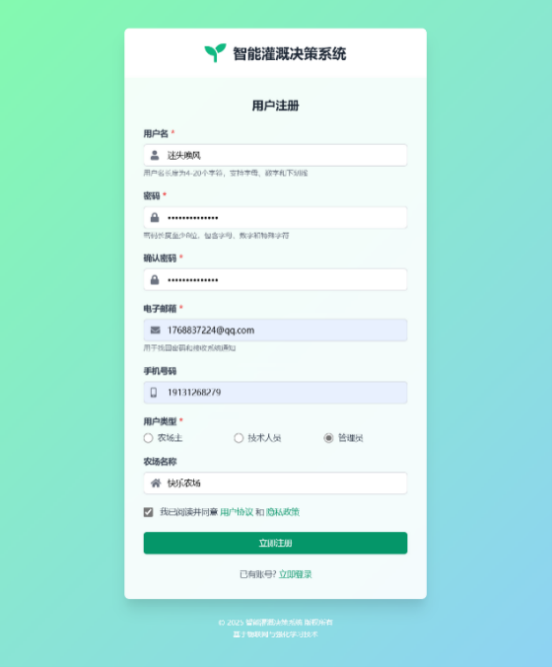 智能灌溉决策系统
用户注册
用户名 *
迷失晚风
用户名长度为4-20个字符，支持字母、数字和下划线
密码 *
••••••••••••••
密码长度至少8位，包含字母、数字和特殊字符
确认密码 *
••••••••••••••
电子邮箱 *
1768837224@qq.com
用于找回密码和接收系统通知
手机号码
19131268279
用户类型 *
农场主 技术人员 管理员
农场名称
快乐农场
我已阅读并同意 用户协议 和 隐私政策
立即注册
已有账号? 立即登录
© 2025 智能灌溉决策系统 版权所有
基于物联网与强化学习技术